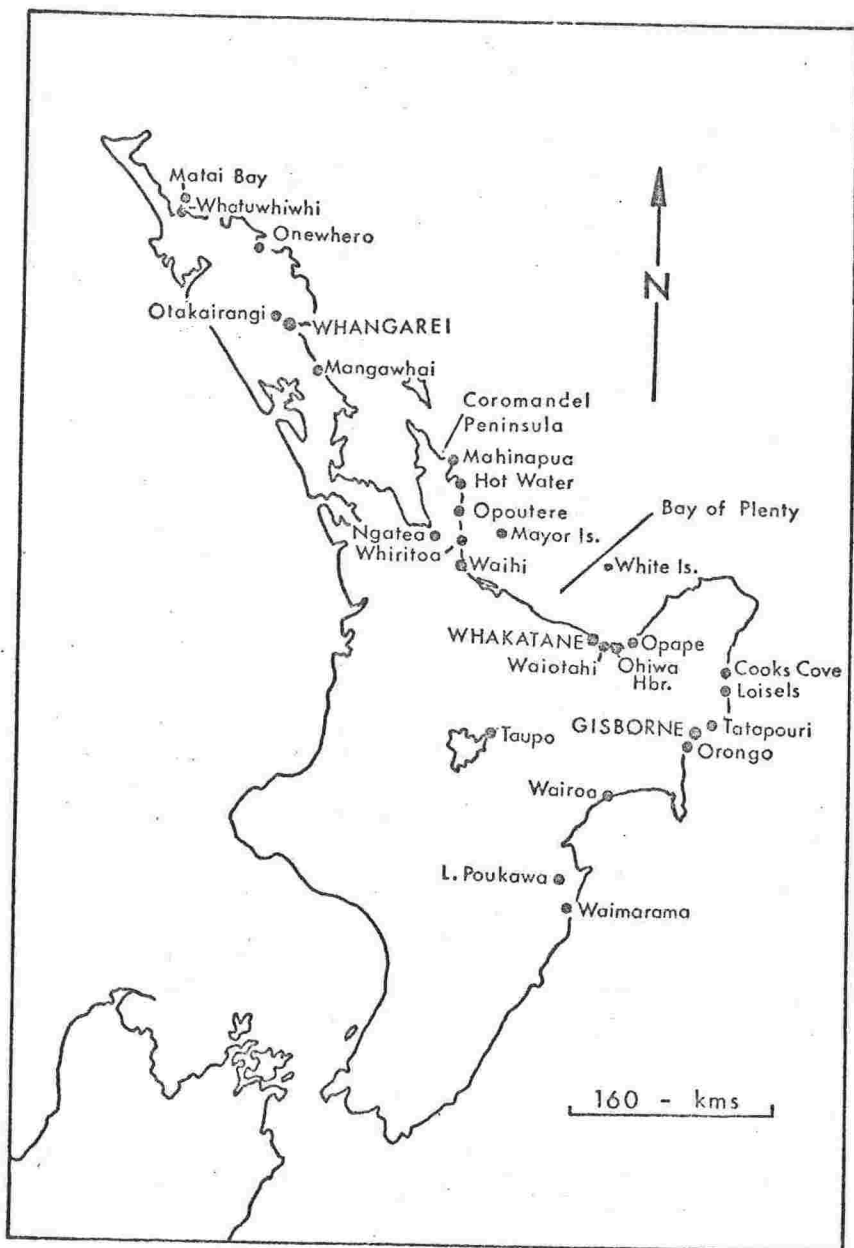 Matai Bay
Whatuwhiwhi
Onewhero
Otakairangi
WHANGAREI
Mangawhai
N
Coromandel
Peninsula
Mahinapua
Hot Water
Opoutere
Bay of Plenty
Ngatea
Mayor Is.
Whiritoa
Waihi
White Is.
WHAKATANE
Opape
Waiotahi
Ohiwa
Hbr.
Cooks Cove
Loisels
Taupo
GISBORNE
Tatapouri
Orongo
Wairoa
L. Poukawa
Waimarama
160 - kms